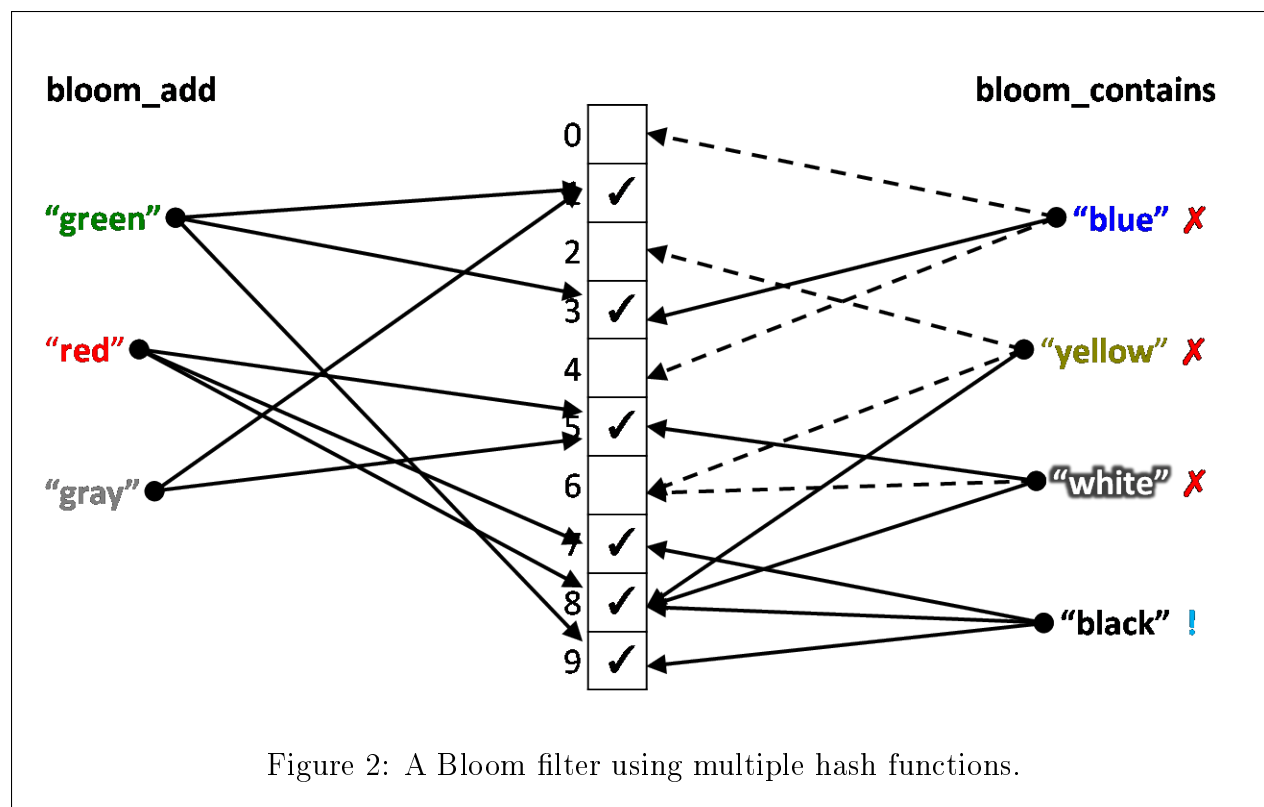 bloom_add
bloom_contains
0
1
✓
"green"
"blue" ✗
2
3
✓
"red"
"yellow" ✗
4
5
✓
"gray"
6
"white" ✗
7
✓
8
✓
"black" !
9
✓
Figure 2: A Bloom filter using multiple hash functions.